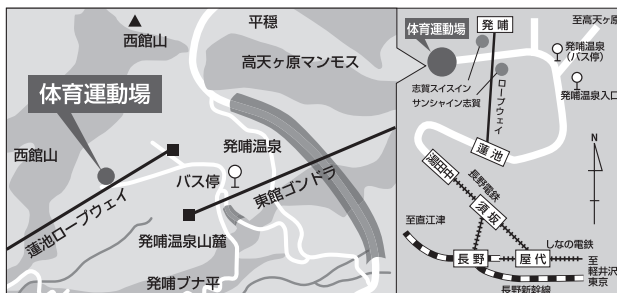 西館山
平穏
高天ヶ原マンモス
体育運動場
西館山
発哺温泉
バス停
東館ゴンドラ
蓮池ロープウェイ
発哺温泉山麓
発哺ブナ平
発哺
至高天ヶ原
体育運動場
発哺温泉
(バス停)
志賀スイスイン
サンシャイン志賀
ロープウェイ
発哺温泉入口
蓮池
N
湯田中
長野電鉄
須坂
至直江津
しなの電鉄
長野
屋代
至
軽井沢
東京
長野新幹線